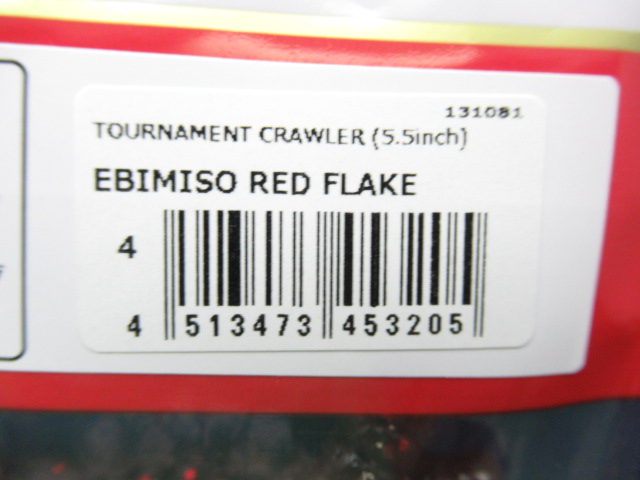 131081
TOURNAMENT CRAWLER (5.5inch)
EBIMISO RED FLAKE
4
4 513473 453205